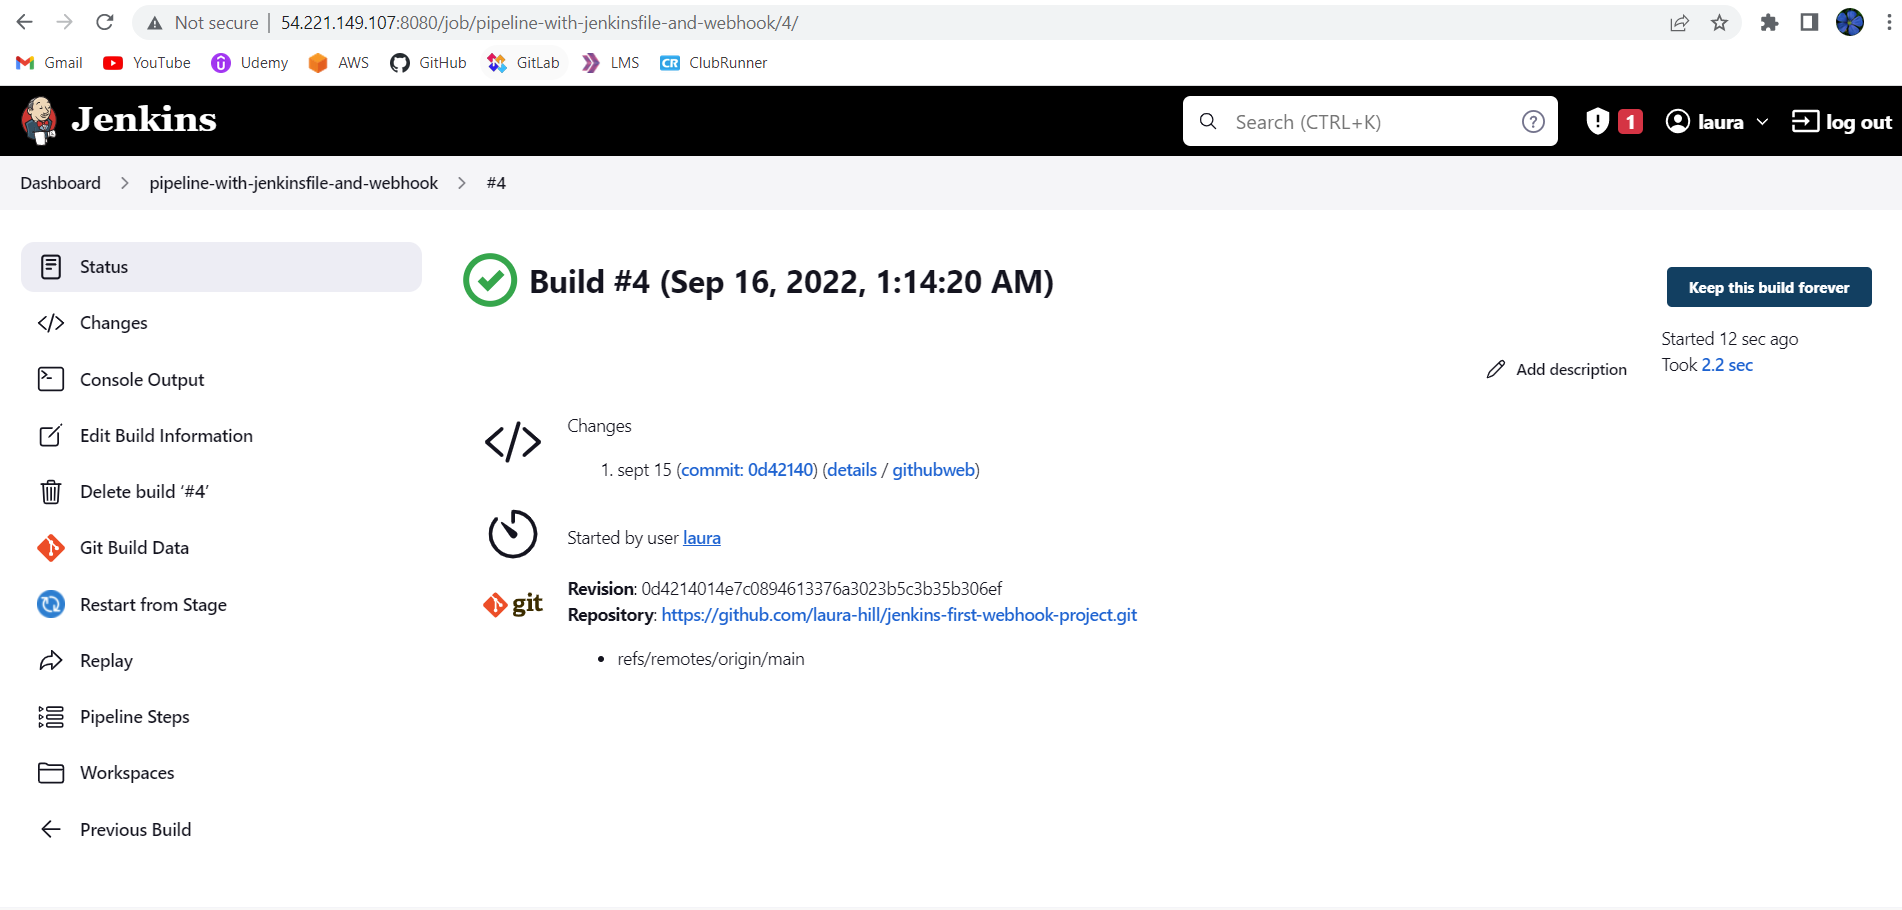 Not secure | 54.221.149.107:8080/job/pipeline-with-jenkinsfile-and-webhook/4/
Gmail YouTube Udemy AWS GitHub GitLab LMS CR ClubRunner
Jenkins Search (CTRL+K) ? 1 laura log out
Dashboard > pipeline-with-jenkinsfile-and-webhook > #4
Status
Changes
Console Output
Edit Build Information
Delete build ‘#4’
Git Build Data
Restart from Stage
Replay
Pipeline Steps
Workspaces
Previous Build
Build #4 (Sep 16, 2022, 1:14:20 AM)
Keep this build forever
Started 12 sec ago
Took 2.2 sec
Add description
Changes
1. sept 15 (commit: 0d42140) (details / githubweb)
Started by user laura
git
Revision: 0d4214014e7c0894613376a3023b5c3b35b306ef
Repository: https://github.com/laura-hill/jenkins-first-webhook-project.git
• refs/remotes/origin/main